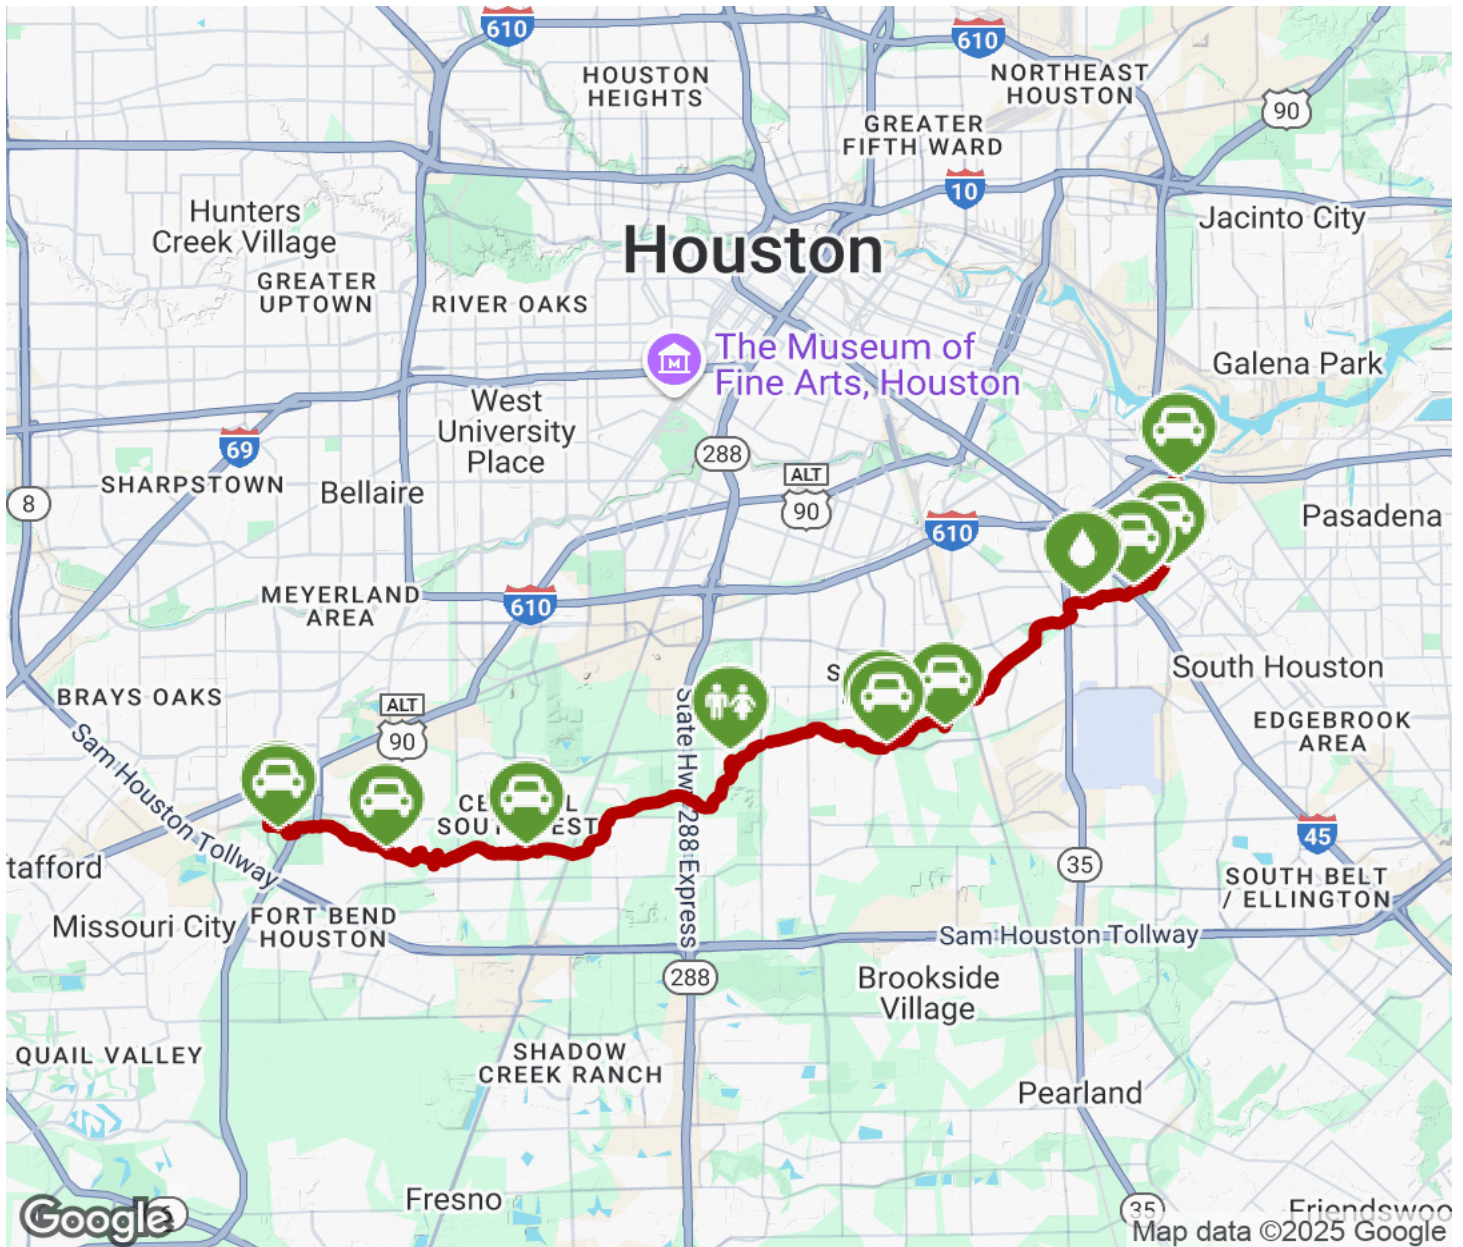 610
610
HOUSTON
HEIGHTS
NORTHEAST
HOUSTON
90
GREATER
FIFTH WARD
10
Hunters
Creek Village
Jacinto City
Houston
GREATER
UPTOWN
RIVER OAKS
The Museum of
Fine Arts, Houston
Galena Park
West
University
Place
69
288
ALT
90
SHARPSTOWN
Bellaire
8
610
Pasadena
MEYERLAND
AREA
610
South Houston
BRAYS OAKS
ALT
90
State Hwy 288 Express
EDGEBROOK
AREA
Sam Houston Tollway
45
tafford
35
SOUTH BELT
/ ELLINGTON
Missouri City
FORT BEND
HOUSTON
Sam Houston Tollway
288
Brookside
Village
QUAIL VALLEY
SHADOW
CREEK RANCH
Pearland
Fresno
35
Friendswoo
Google
Map data ©2025 Google